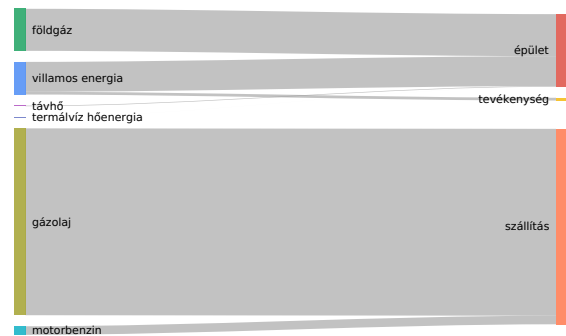 földgáz
villamos energia
távhő
termálvíz hőenergia
gázolaj
motorbenzin
épület
tevékenység
szállítás